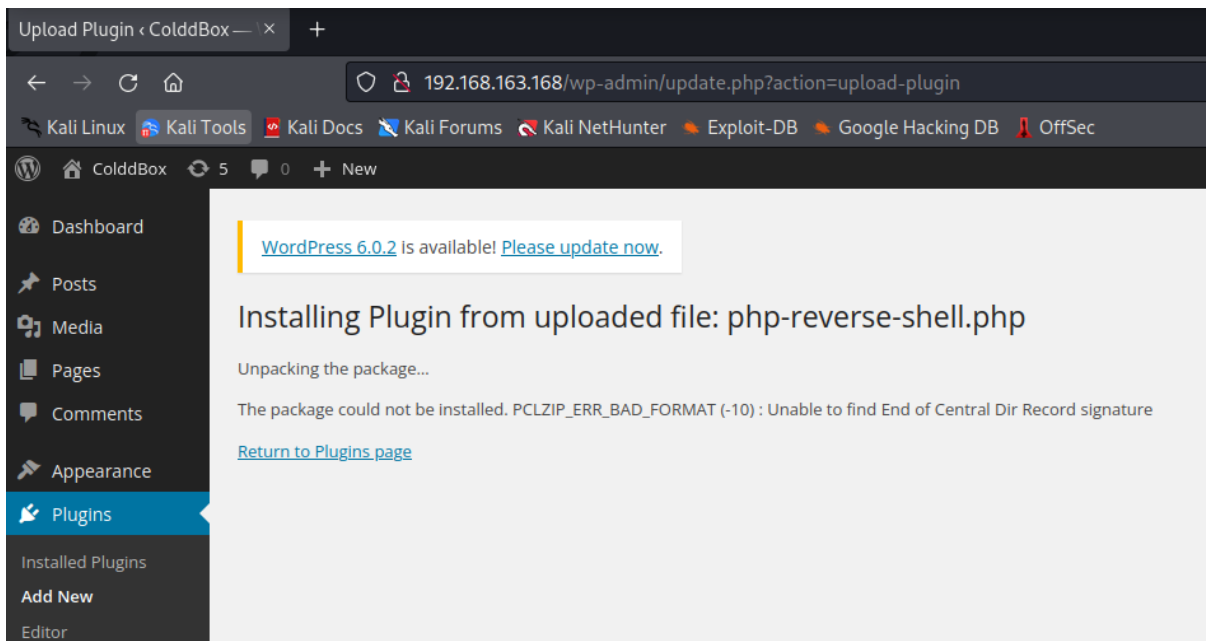 Upload Plugin ‹ ColddBox — \
192.168.163.168/wp-admin/update.php?action=upload-plugin
Kali Linux Kali Tools Kali Docs Kali Forums Kali NetHunter Exploit-DB Google Hacking DB OffSec
ColddBox 5 0 + New
Dashboard
Posts
Media
Pages
Comments
Appearance
Plugins
Installed Plugins
Add New
Editor
WordPress 6.0.2 is available! Please update now.
Installing Plugin from uploaded file: php-reverse-shell.php
Unpacking the package...
The package could not be installed. PCLZIP_ERR_BAD_FORMAT (-10) : Unable to find End of Central Dir Record signature
Return to Plugins page